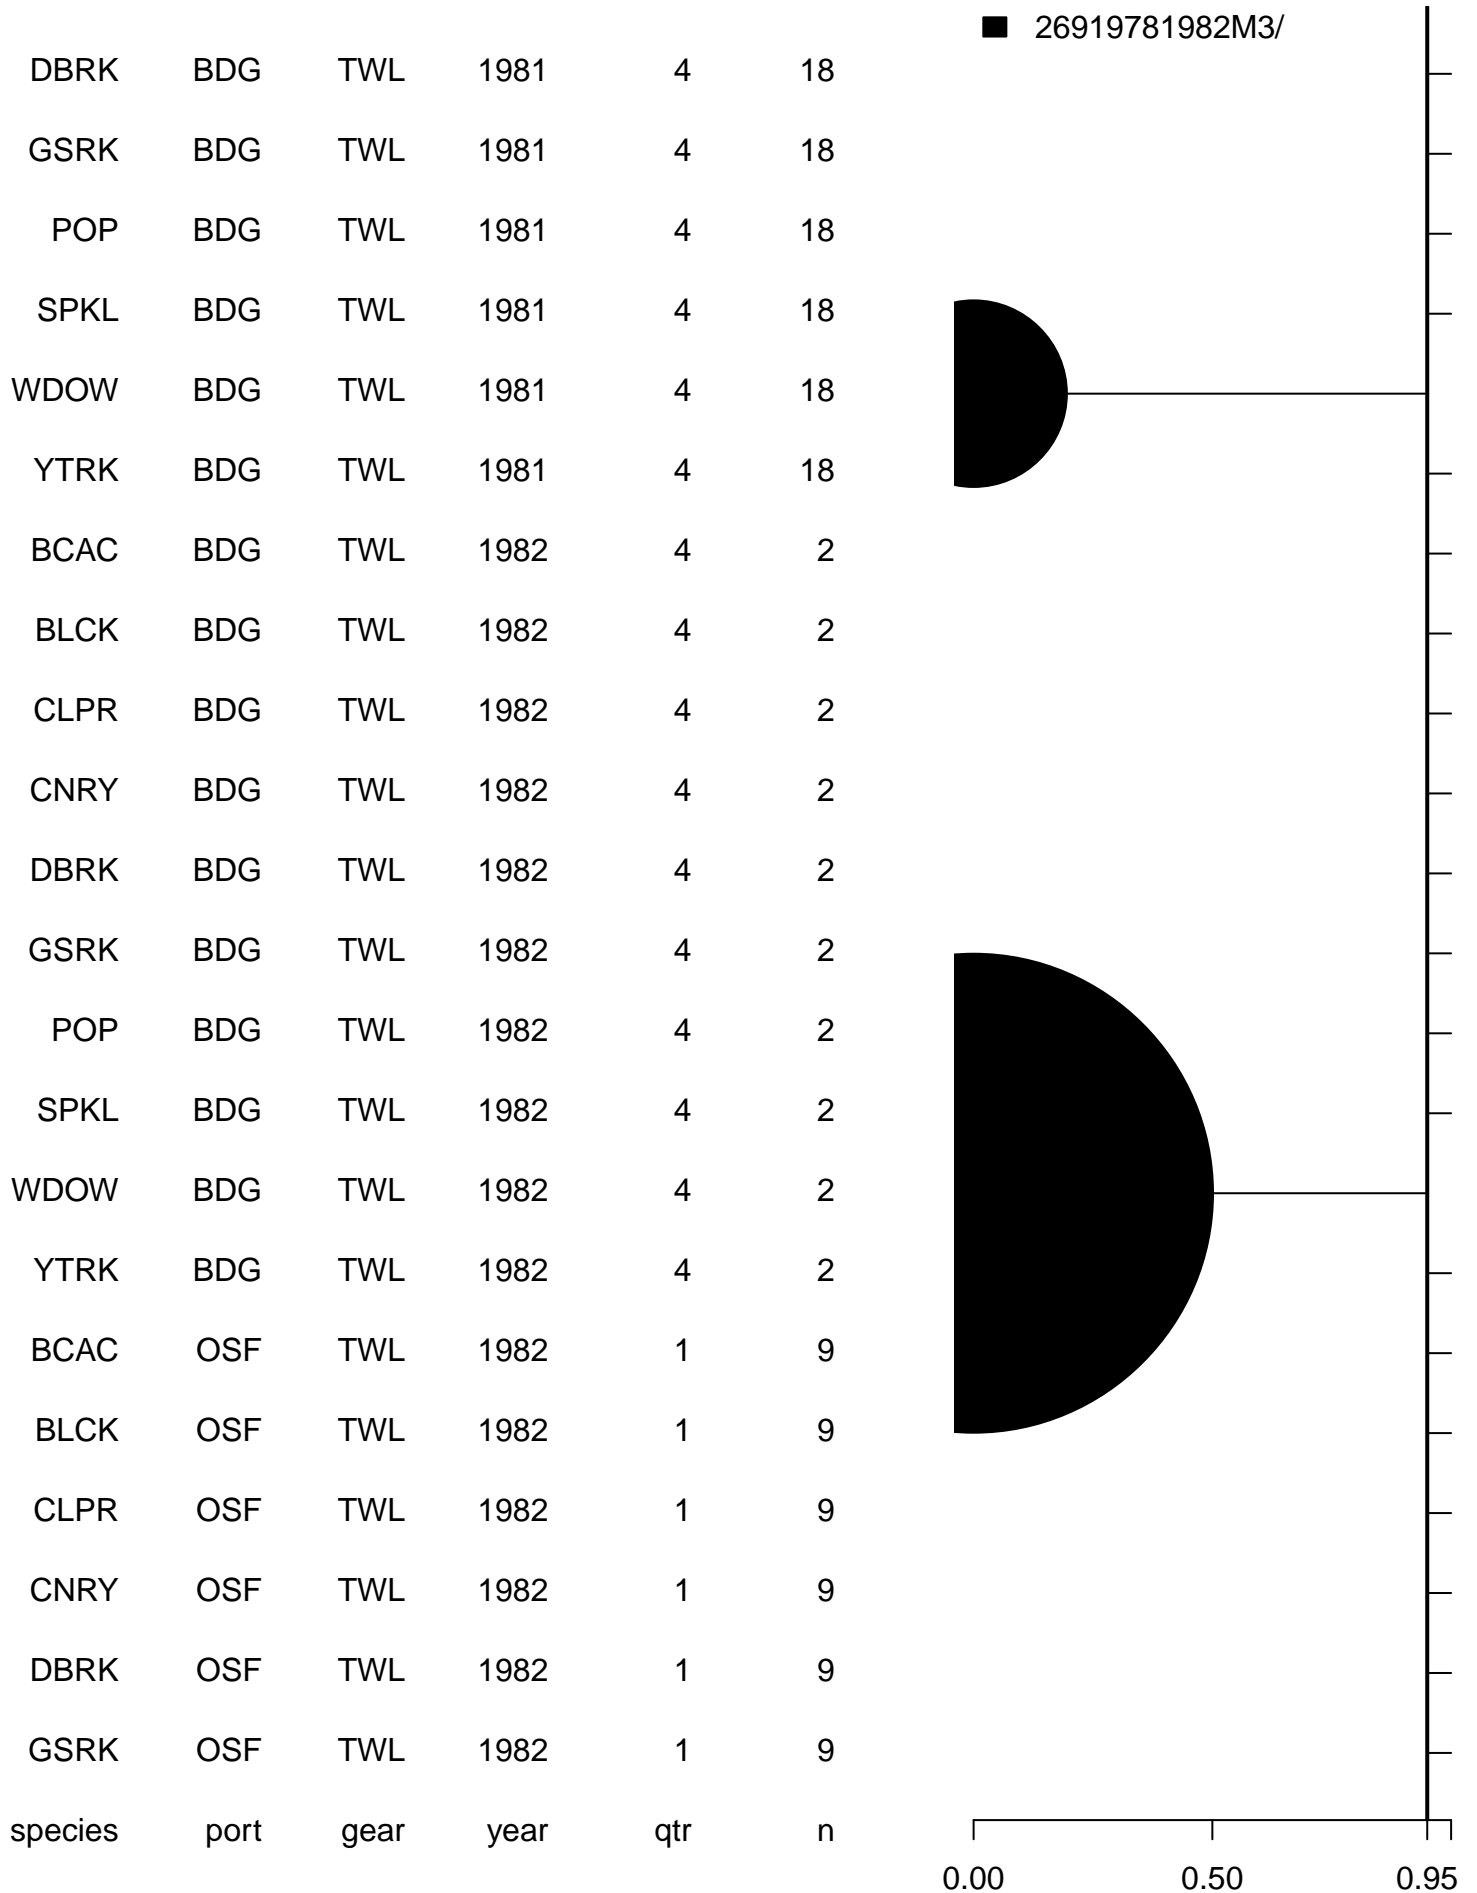 26919781982M3/
DBRK BDG TWL 1981 4 18
GSRK BDG TWL 1981 4 18
POP BDG TWL 1981 4 18
SPKL BDG TWL 1981 4 18
WDOW BDG TWL 1981 4 18
YTRK BDG TWL 1981 4 18
BCAC BDG TWL 1982 4 2
BLCK BDG TWL 1982 4 2
CLPR BDG TWL 1982 4 2
CNRY BDG TWL 1982 4 2
DBRK BDG TWL 1982 4 2
GSRK BDG TWL 1982 4 2
POP BDG TWL 1982 4 2
SPKL BDG TWL 1982 4 2
WDOW BDG TWL 1982 4 2
YTRK BDG TWL 1982 4 2
BCAC OSF TWL 1982 1 9
BLCK OSF TWL 1982 1 9
CLPR OSF TWL 1982 1 9
CNRY OSF TWL 1982 1 9
DBRK OSF TWL 1982 1 9
GSRK OSF TWL 1982 1 9
species port gear year qtr n
0.00 0.50 0.95